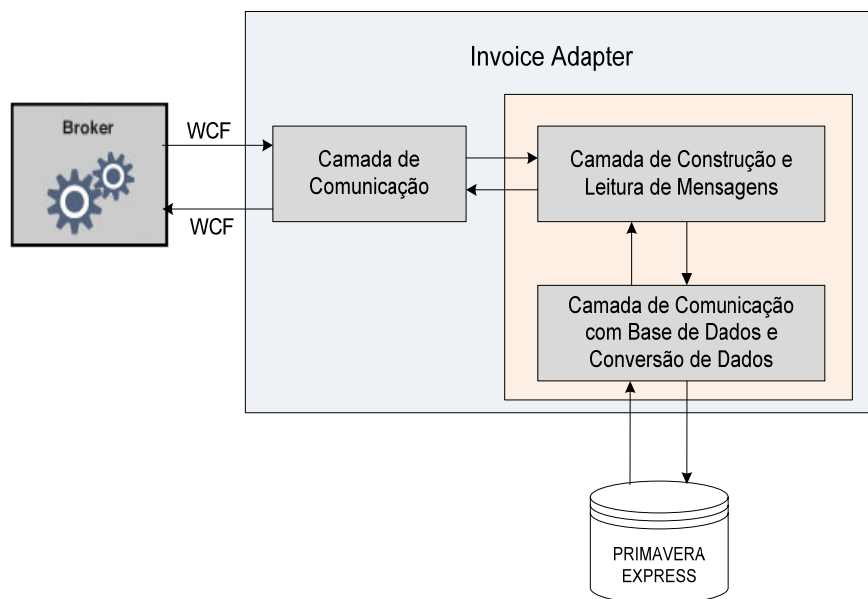 Invoice Adapter
Broker
WCF
WCF
Camada de
Comunicação
Camada de Construção e
Leitura de Mensagens
Camada de Comunicação
com Base de Dados e
Conversão de Dados
PRIMAVERA
EXPRESS